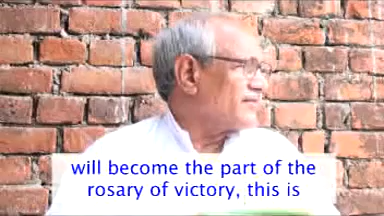 will become the part of the
rosary of victory, this is